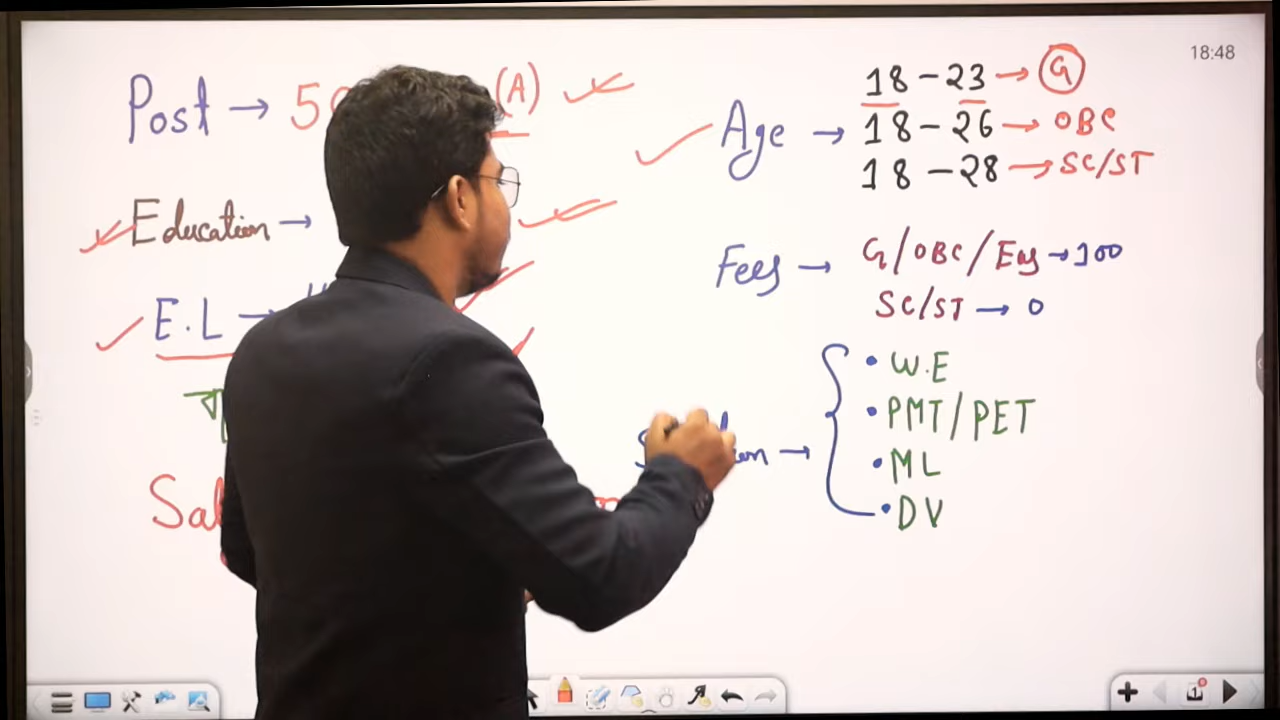 18:48
Post → 50 (A)
Education →
E.L →
Sal
Age → 18 - 23 → G
18 - 26 → OBC
18 - 28 → SC/ST
Fees → G/OBC/Ews → 100
SC/ST → 0
• W.E
• PMT/PET
• ML
• DV